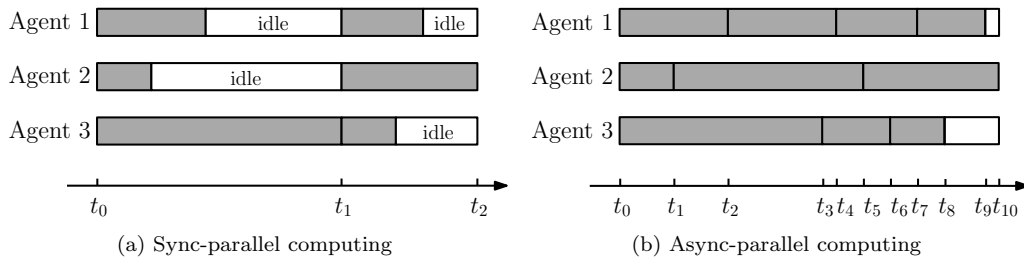 Agent 1 idle idle
Agent 2 idle
Agent 3 idle
t0 t1 t2
(a) Sync-parallel computing
Agent 1
Agent 2
Agent 3
t0 t1 t2 t3 t4 t5 t6 t7 t8 t9 t10
(b) Async-parallel computing